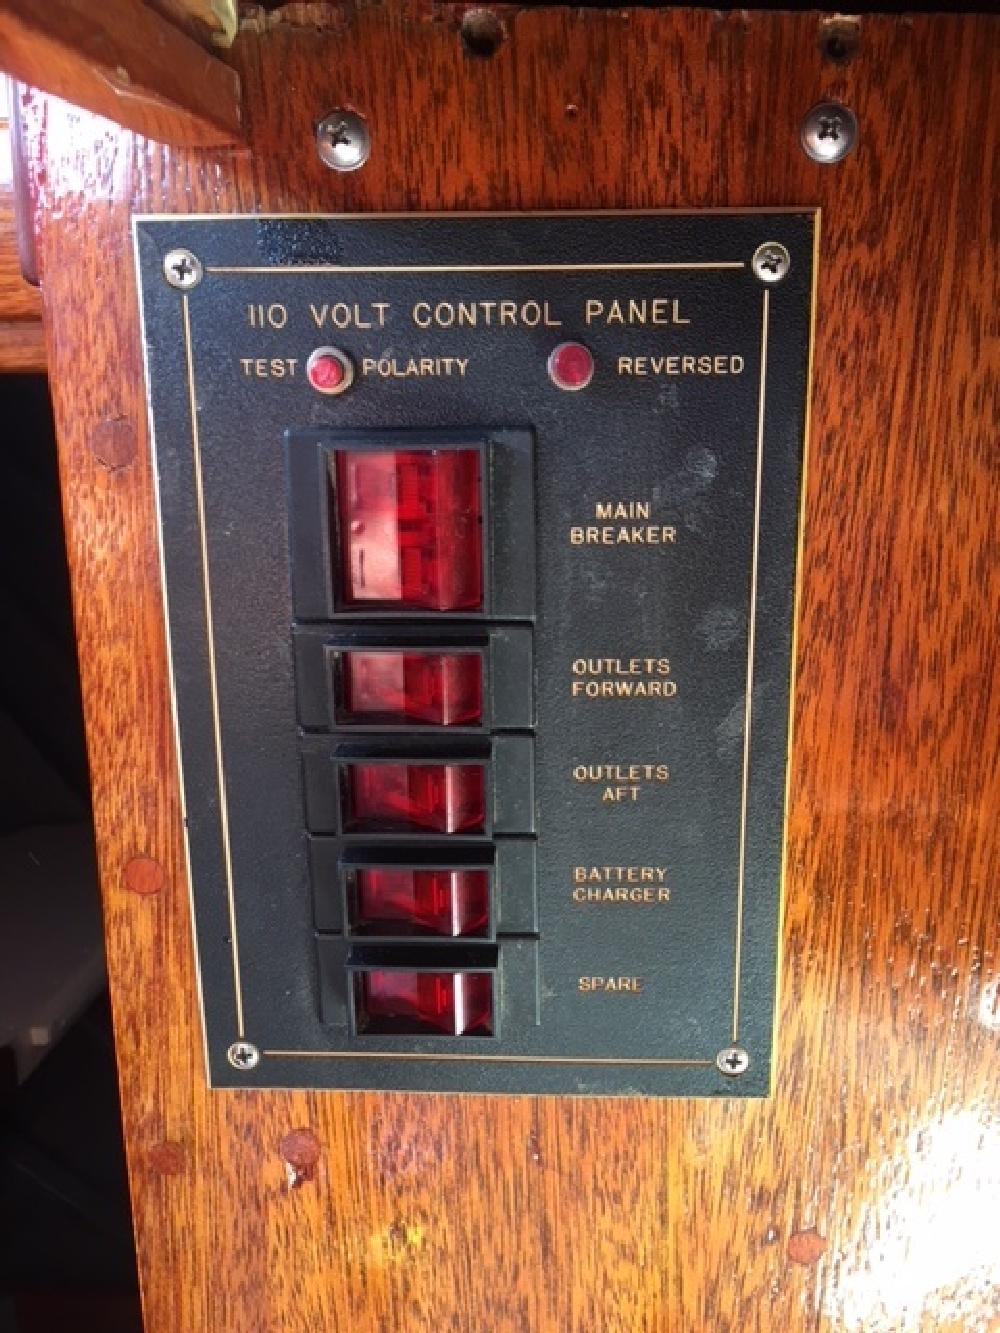 110 VOLT CONTROL PANEL
TEST POLARITY REVERSED
MAIN
BREAKER
OUTLETS
FORWARD
OUTLETS
AFT
BATTERY
CHARGER
SPARE